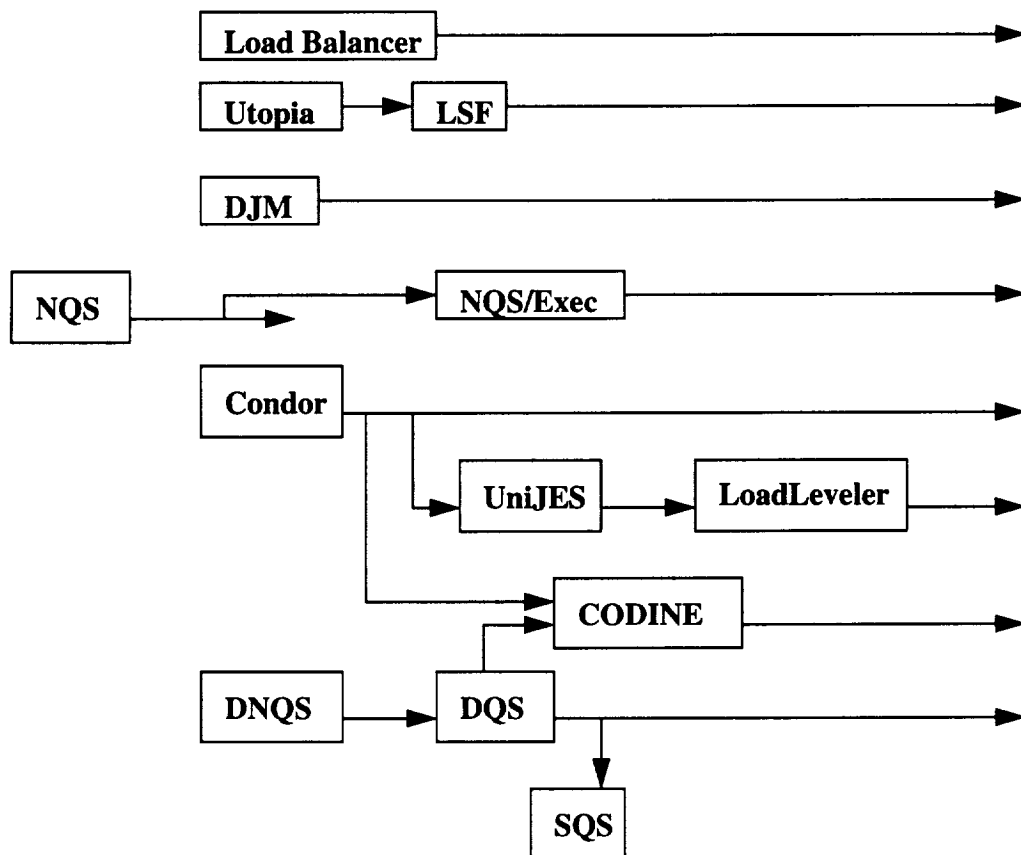 Load Balancer
Utopia
LSF
DJM
NQS
NQS/Exec
Condor
UniJES
LoadLeveler
CODINE
DNQS
DQS
SQS